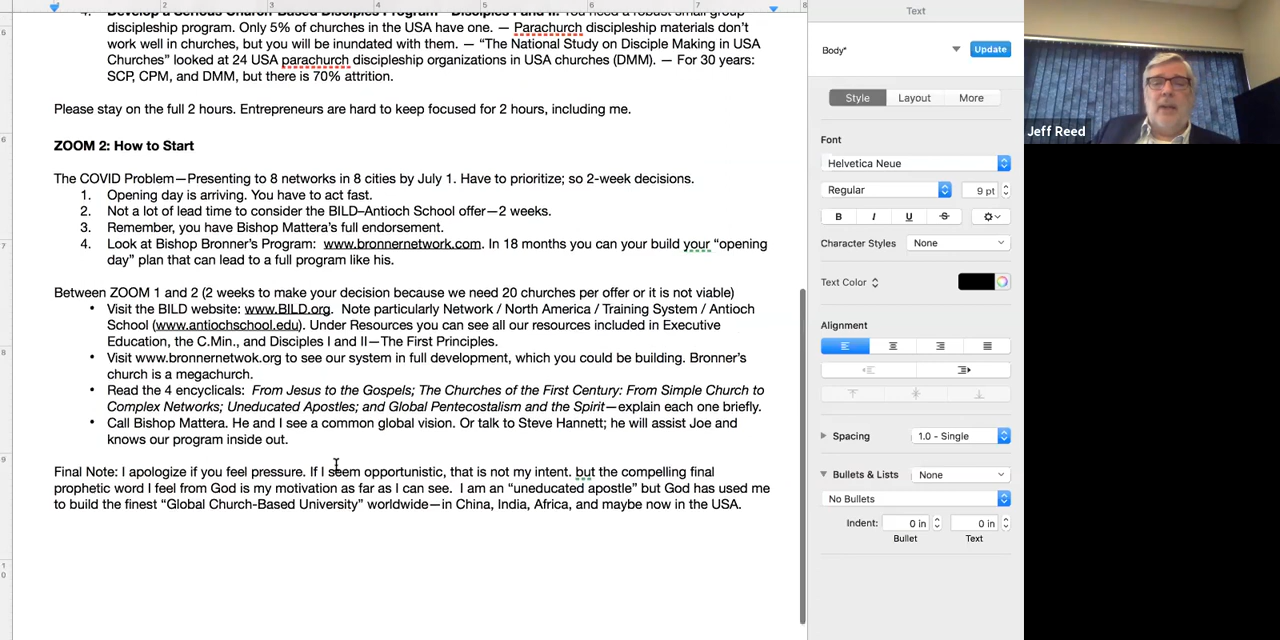 4. Develop a Serious Church-Based Disciples Program—Disciples I and II. You need a robust small group
discipleship program. Only 5% of churches in the USA have one. — Parachurch discipleship materials don't
work well in churches, but you will be inundated with them. — “The National Study on Disciple Making in USA
Churches” looked at 24 USA parachurch discipleship organizations in USA churches (DMM). — For 30 years:
SCP, CPM, and DMM, but there is 70% attrition.
Please stay on the full 2 hours. Entrepreneurs are hard to keep focused for 2 hours, including me.
ZOOM 2: How to Start
The COVID Problem—Presenting to 8 networks in 8 cities by July 1. Have to prioritize; so 2-week decisions.
1. Opening day is arriving. You have to act fast.
2. Not a lot of lead time to consider the BILD–Antioch School offer—2 weeks.
3. Remember, you have Bishop Mattera's full endorsement.
4. Look at Bishop Bronner's Program: www.bronnernetwork.com. In 18 months you can your build your “opening
day” plan that can lead to a full program like his.
Between ZOOM 1 and 2 (2 weeks to make your decision because we need 20 churches per offer or it is not viable)
• Visit the BILD website: www.BILD.org. Note particularly Network / North America / Training System / Antioch
School (www.antiochschool.edu). Under Resources you can see all our resources included in Executive
Education, the C.Min., and Disciples I and II—The First Principles.
• Visit www.bronnernetwok.org to see our system in full development, which you could be building. Bronner's
church is a megachurch.
• Read the 4 encyclicals: From Jesus to the Gospels; The Churches of the First Century: From Simple Church to
Complex Networks; Uneducated Apostles; and Global Pentecostalism and the Spirit—explain each one briefly.
• Call Bishop Mattera. He and I see a common global vision. Or talk to Steve Hannett; he will assist Joe and
knows our program inside out.
Final Note: I apologize if you feel pressure. If I seem opportunistic, that is not my intent. but the compelling final
prophetic word I feel from God is my motivation as far as I can see. I am an “uneducated apostle” but God has used me
to build the finest “Global Church-Based University” worldwide—in China, India, Africa, and maybe now in the USA.
1 2 3 4 5 6 7 8
6
6
7
8
9
10
Text
Body*
Update
Style Layout More
Font
Helvetica Neue
Regular 9 pt
B I U S
Character Styles None
Text Color
Alignment
Spacing 1.0 - Single
Bullets & Lists None
No Bullets
Indent: 0 in 0 in
Bullet Text
Jeff Reed